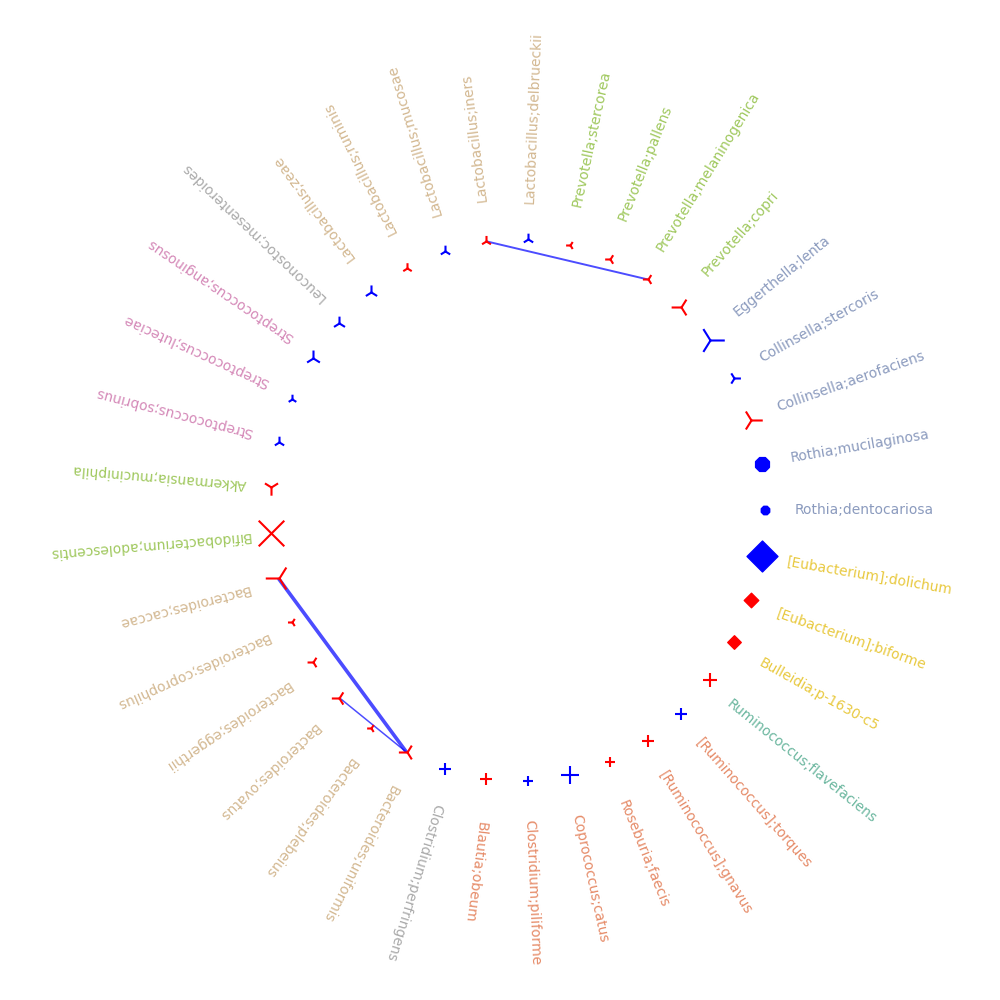 Lactobacillus;delbrueckii
Prevotella;stercorea
Prevotella;pallens
Prevotella;melaninogenica
Prevotella;copri
Eggerthella;lenta
Collinsella;stercoris
Collinsella;aerofaciens
Rothia;mucilaginosa
Rothia;dentocariosa
[Eubacterium];dolichum
[Eubacterium];biforme
Bulleidia;p-1630-c5
Ruminococcus;flavefaciens
[Ruminococcus];torques
[Ruminococcus];gnavus
Roseburia;faecis
Coprococcus;catus
Clostridium;piliforme
Blautia;obeum
Clostridium;perfringens
Bacteroides;uniformis
Bacteroides;plebeius
Bacteroides;ovatus
Bacteroides;eggerthii
Bacteroides;coprophilus
Bacteroides;caccae
Bifidobacterium;adolescentis
Akkermansia;muciniphila
Streptococcus;sobrinus
Streptococcus;luteciae
Streptococcus;anginosus
Leuconostoc;mesenteroides
Lactobacillus;zeae
Lactobacillus;ruminis
Lactobacillus;mucosae
Lactobacillus;iners